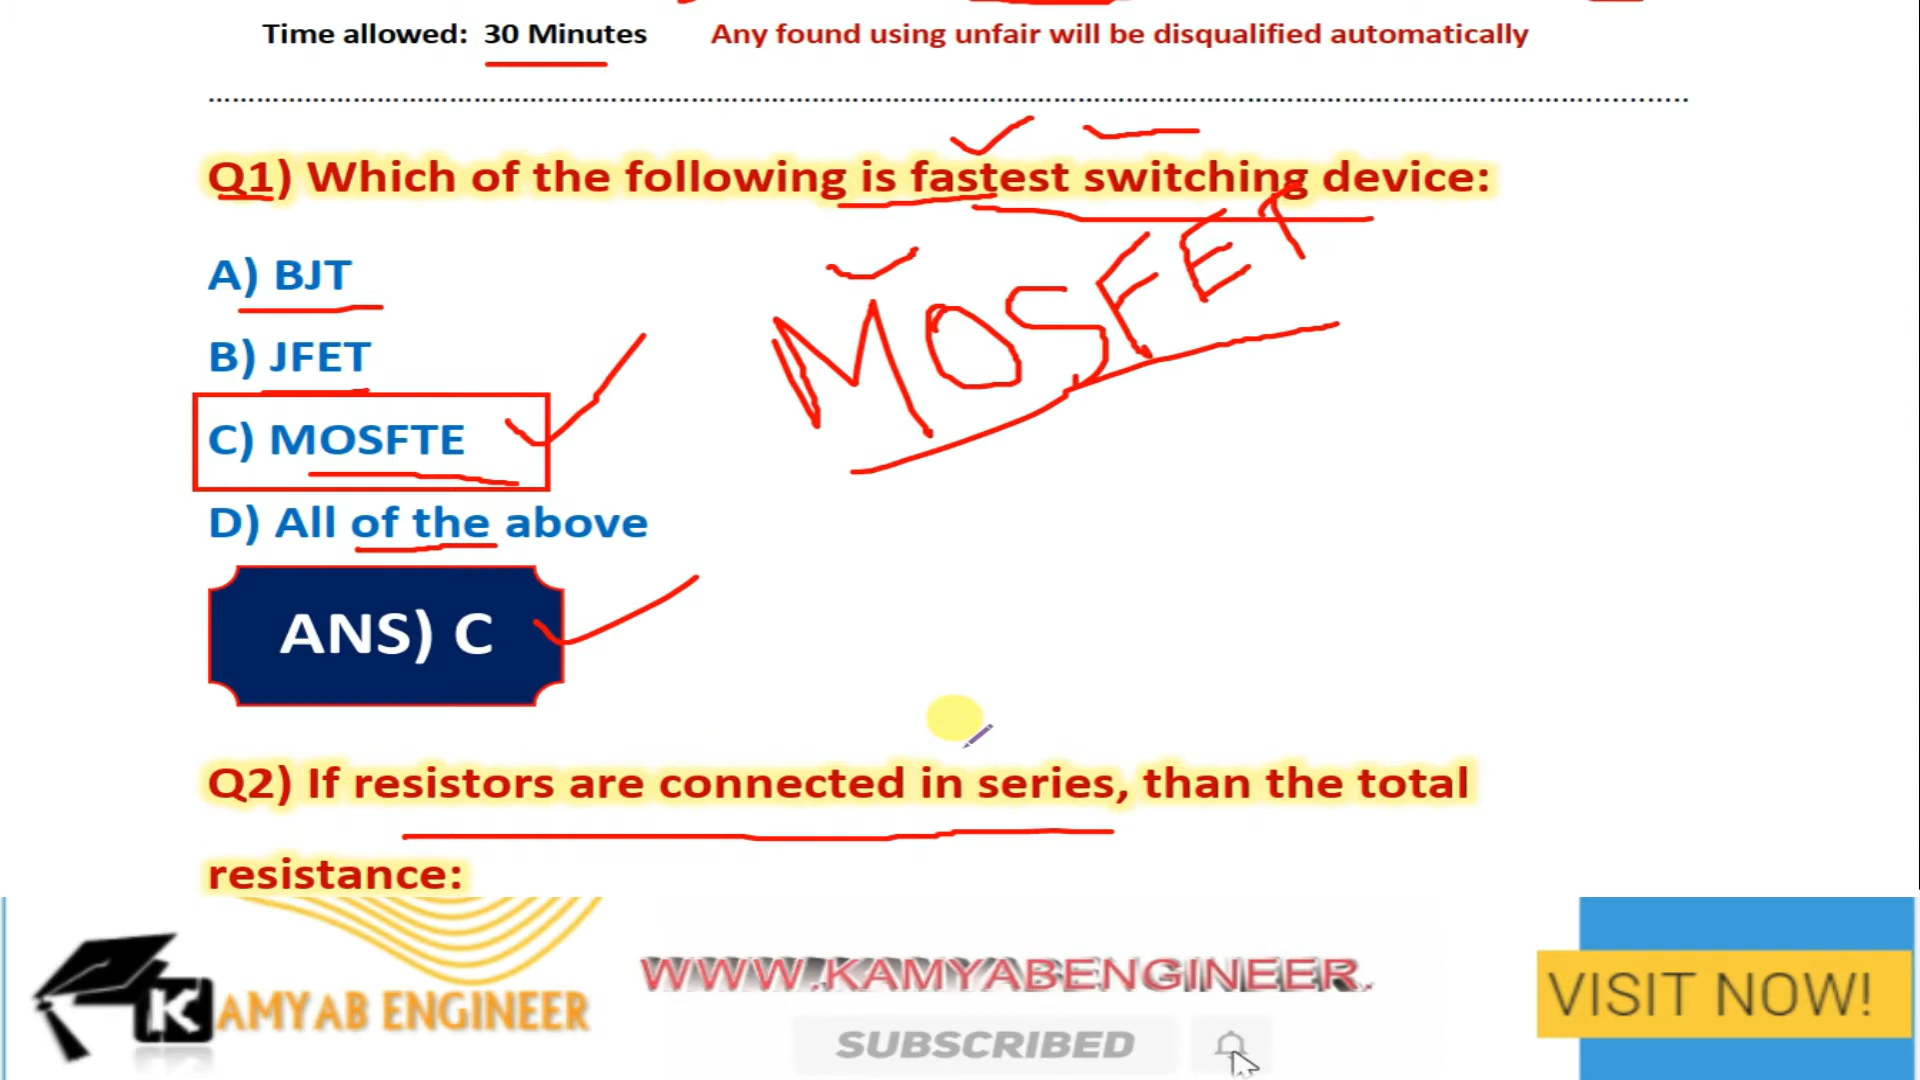 Time allowed: 30 Minutes Any found using unfair will be disqualified automatically
Q1) Which of the following is fastest switching device:
A) BJT
MOSFET
B) JFET
C) MOSFTE
D) All of the above
ANS) C
Q2) If resistors are connected in series, than the total
resistance:
KAMYAB ENGINEER
WWW.KAMYABENGINEER.
VISIT NOW!
SUBSCRIBED